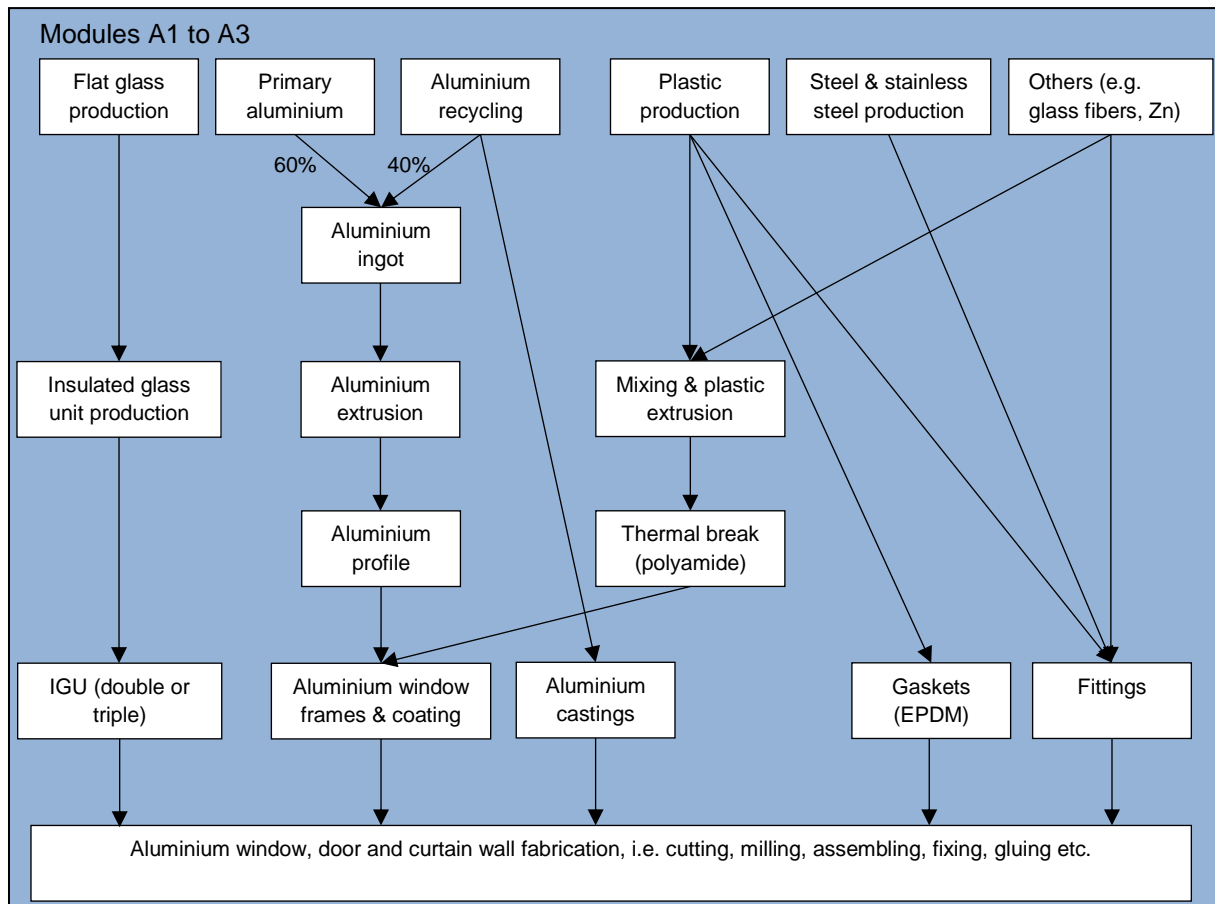 Modules A1 to A3
Flat glass
production
Primary
aluminium
Aluminium
recycling
Plastic
production
Steel & stainless
steel production
Others (e.g.
glass fibers, Zn)
60%
40%
Aluminium
ingot
Insulated glass
unit production
Aluminium
extrusion
Mixing & plastic
extrusion
Aluminium
profile
Thermal break
(polyamide)
IGU (double or
triple)
Aluminium window
frames & coating
Aluminium
castings
Gaskets
(EPDM)
Fittings
Aluminium window, door and curtain wall fabrication, i.e. cutting, milling, assembling, fixing, gluing etc.